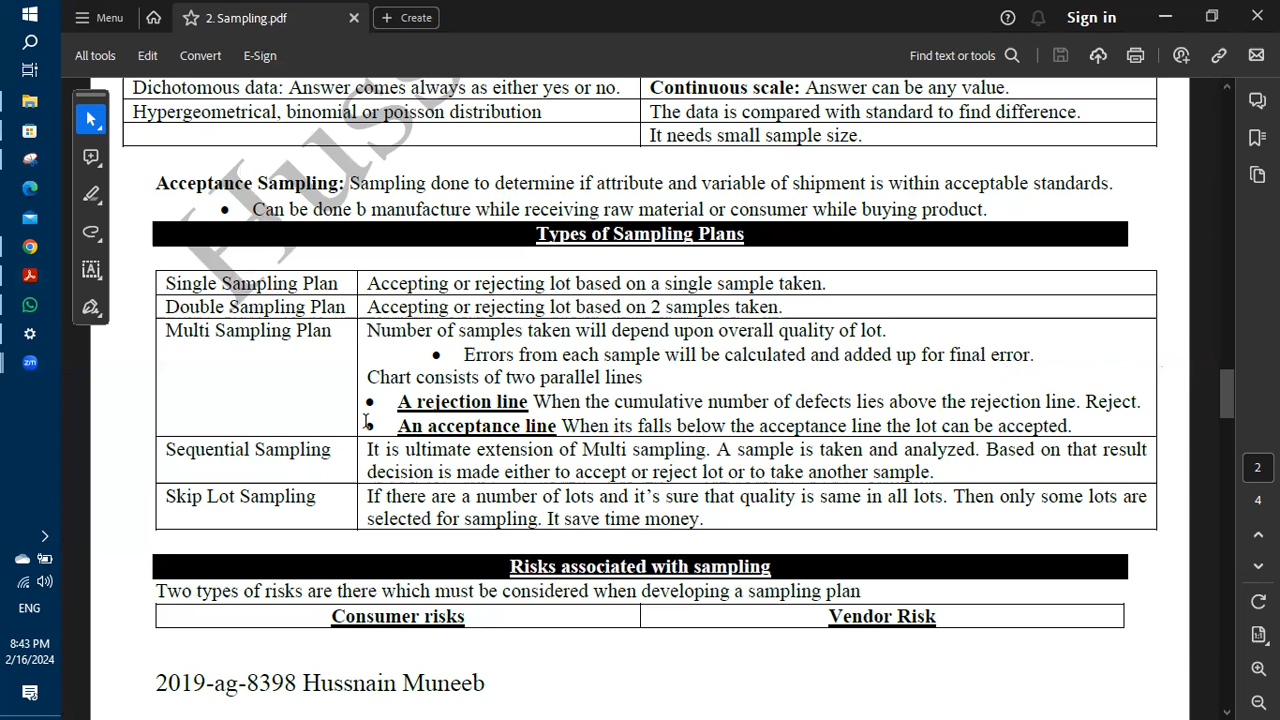 Menu
2. Sampling.pdf
Create
Sign in
All tools
Edit
Convert
E-Sign
Find text or tools
Dichotomous data: Answer comes always as either yes or no.
Continuous scale: Answer can be any value.
Hypergeometrical, binomial or poisson distribution
The data is compared with standard to find difference.
It needs small sample size.
Acceptance Sampling: Sampling done to determine if attribute and variable of shipment is within acceptable standards.
• Can be done b manufacture while receiving raw material or consumer while buying product.
Types of Sampling Plans
Single Sampling Plan
Accepting or rejecting lot based on a single sample taken.
Double Sampling Plan
Accepting or rejecting lot based on 2 samples taken.
Multi Sampling Plan
Number of samples taken will depend upon overall quality of lot.
• Errors from each sample will be calculated and added up for final error.
Chart consists of two parallel lines
• A rejection line When the cumulative number of defects lies above the rejection line. Reject.
• An acceptance line When its falls below the acceptance line the lot can be accepted.
Sequential Sampling
It is ultimate extension of Multi sampling. A sample is taken and analyzed. Based on that result
decision is made either to accept or reject lot or to take another sample.
Skip Lot Sampling
If there are a number of lots and it's sure that quality is same in all lots. Then only some lots are
selected for sampling. It save time money.
Risks associated with sampling
Two types of risks are there which must be considered when developing a sampling plan
Consumer risks
Vendor Risk
2019-ag-8398 Hussnain Muneeb
2
4
ENG
8:43 PM
2/16/2024
zm